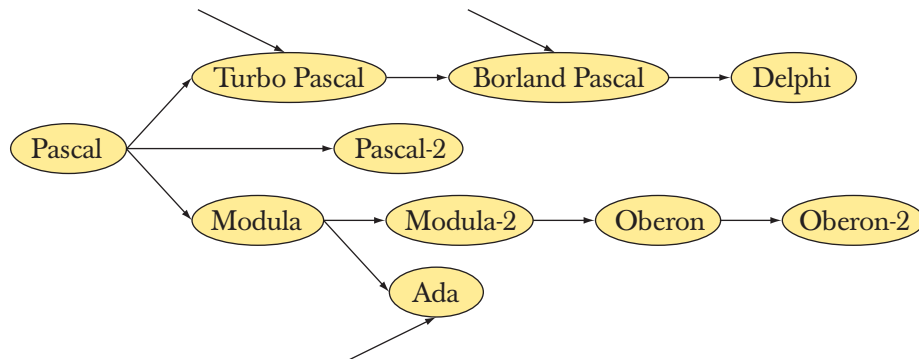 Turbo Pascal
Borland Pascal
Delphi
Pascal
Pascal-2
Modula
Modula-2
Oberon
Oberon-2
Ada